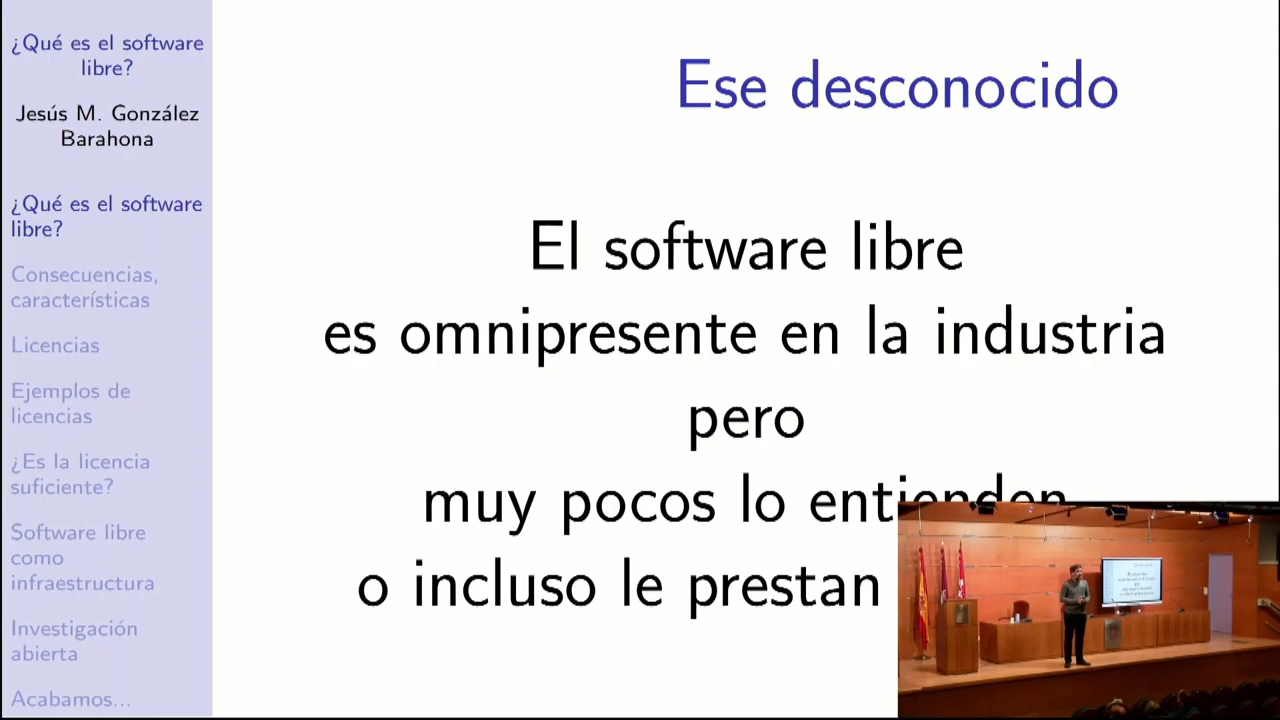 ¿Qué es el software
libre?
Jesús M. González
Barahona
¿Qué es el software
libre?
Consecuencias,
características
Licencias
Ejemplos de
licencias
¿Es la licencia
suficiente?
Software libre
como
infraestructura
Investigación
abierta
Acabamos...
Ese desconocido
El software libre
es omnipresente en la industria
pero
muy pocos lo entienden
o incluso le prestan